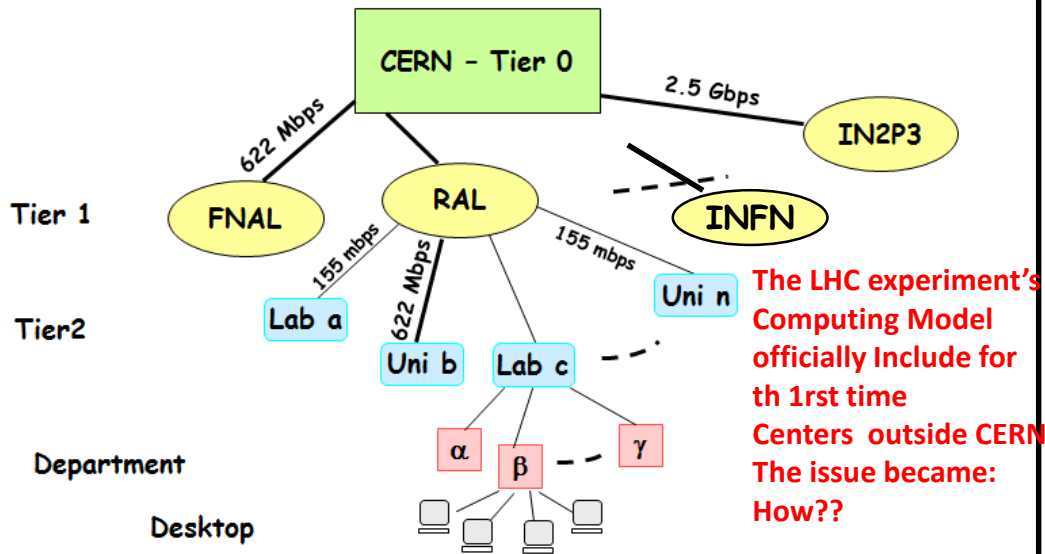 CERN – Tier 0
2.5 Gbps
622 Mbps
IN2P3
Tier 1
FNAL
RAL
INFN
155 mbps
622 Mbps
155 mbps
Uni n
Lab a
Tier2
Uni b
Lab c
The LHC experiment’s
Computing Model
officially Include for
th 1rst time
Centers outside CERN
The issue became:
How??
α
β
γ
Department
Desktop